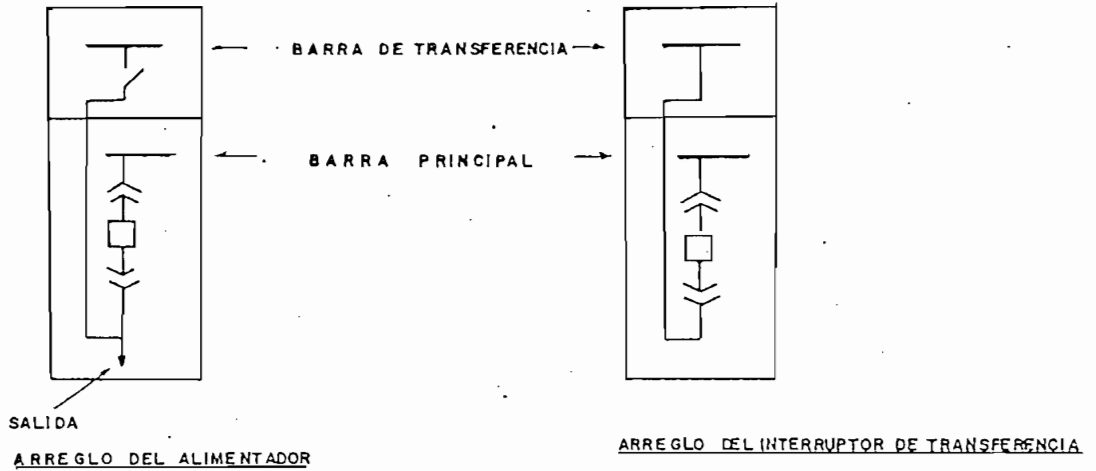 BARRA DE TRANSFERENCIA
BARRA PRINCIPAL
SALIDA
ARREGLO DEL ALIMENTADOR
ARREGLO DEL INTERRUPTOR DE TRANSFERENCIA